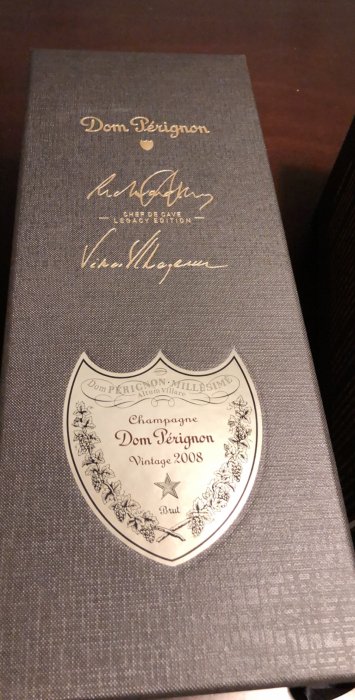 Dom Pérignon
CHEF DE CAVE
LEGACY EDITION
Dom PÉRIGNON - MILLÉSIME
Altum Villare
Champagne
Dom Pérignon
Vintage 2008
Brut